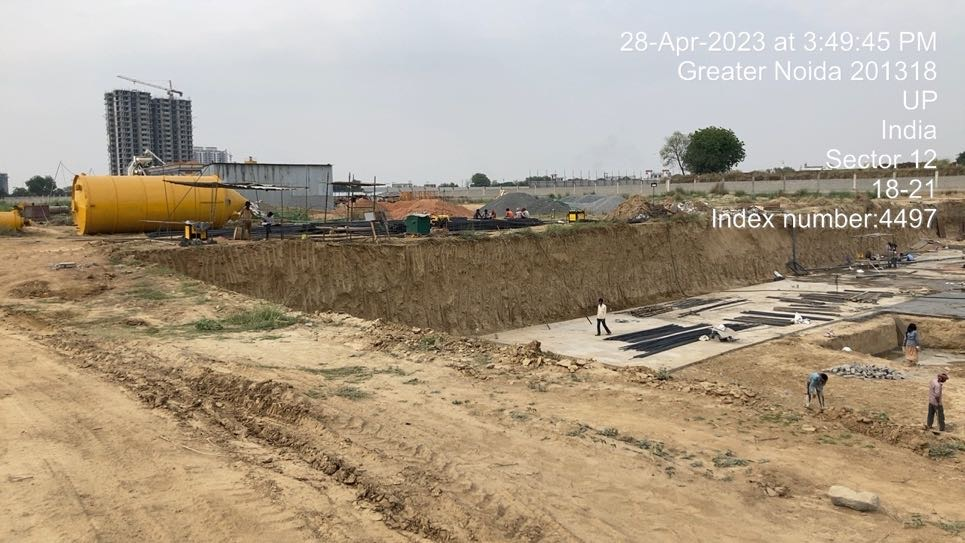 28-Apr-2023 at 3:49:45 PM
Greater Noida 201318
UP
India
Sector 12
18-21
Index number:4497